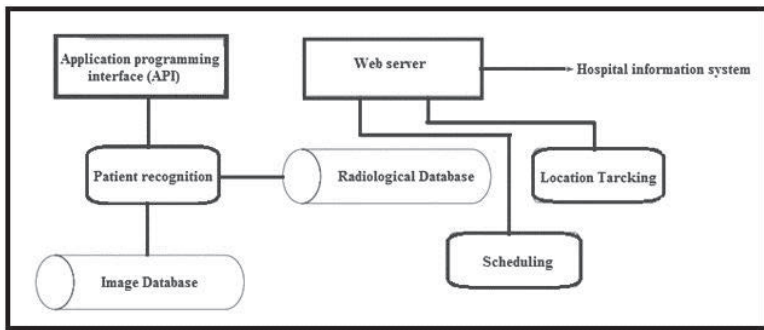 Application programming
interface (API)
Web server
Hospital information system
Patient recognition
Radiological Database
Location Tarcking
Scheduling
Image Database